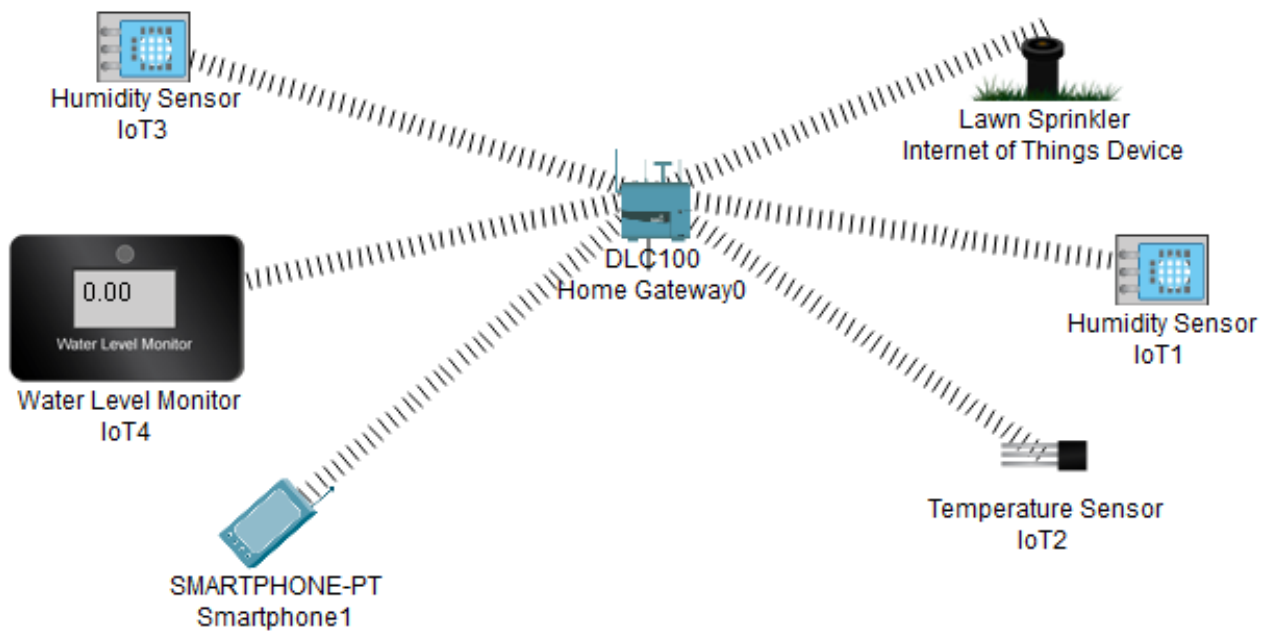 Humidity Sensor
IoT3
Lawn Sprinkler
Internet of Things Device
DLC100
Home Gateway0
0.00
Water Level Monitor
Humidity Sensor
IoT1
Water Level Monitor
IoT4
Temperature Sensor
IoT2
SMARTPHONE-PT
Smartphone1